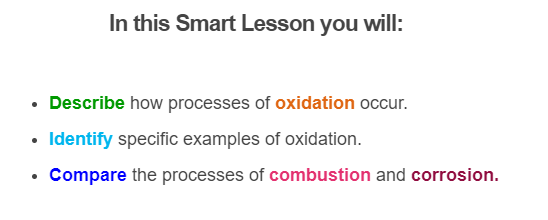 In this Smart Lesson you will:
• Describe how processes of oxidation occur.
• Identify specific examples of oxidation.
• Compare the processes of combustion and corrosion.